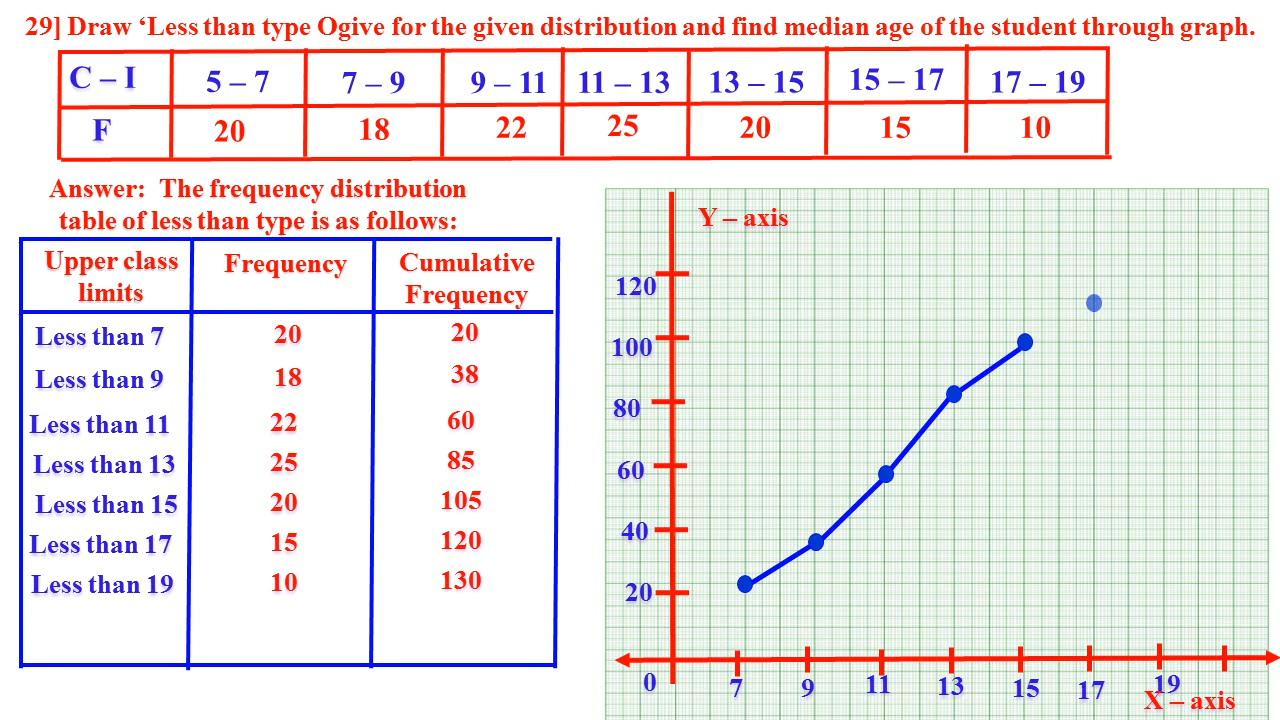 29] Draw ‘Less than type Ogive for the given distribution and find median age of the student through graph.
C – I 5 – 7 7 – 9 9 – 11 11 – 13 13 – 15 15 – 17 17 – 19
F 20 18 22 25 20 15 10
Answer: The frequency distribution
table of less than type is as follows:
Upper class limits Frequency Cumulative Frequency
Less than 7 20 20
Less than 9 18 38
Less than 11 22 60
Less than 13 25 85
Less than 15 20 105
Less than 17 15 120
Less than 19 10 130
Y – axis
120
100
80
60
40
20
0 7 9 11 13 15 17 19
X – axis